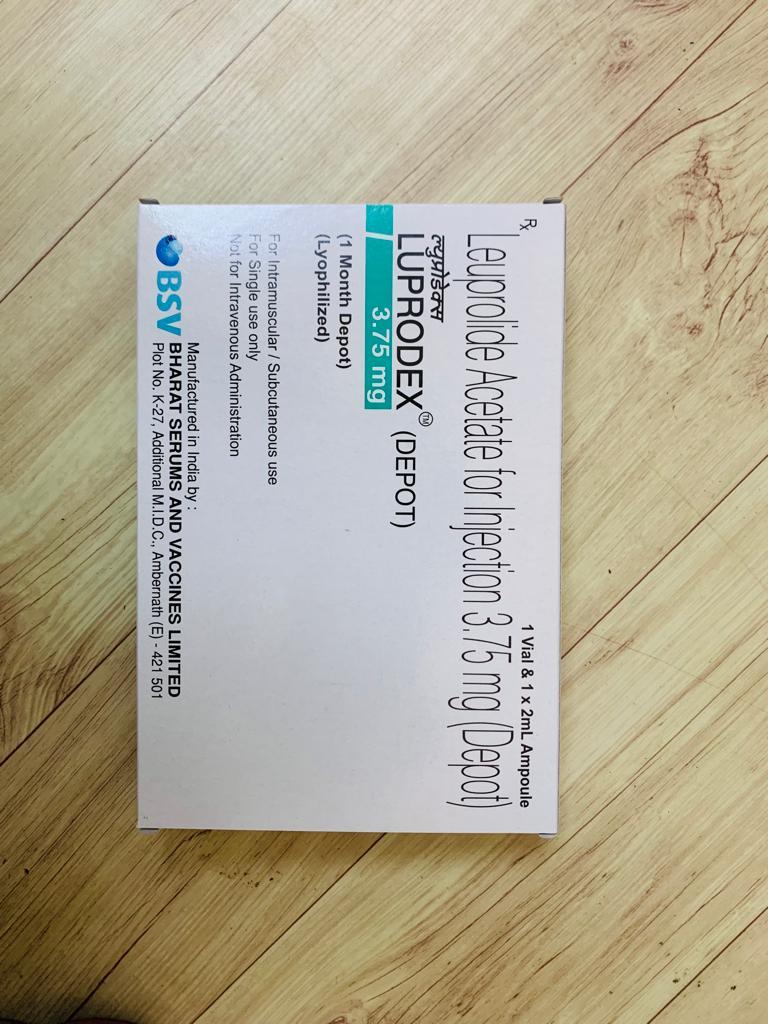 1 Vial & 1 x 2mL Ampoule
Rx
Leuprolide Acetate for Injection 3.75 mg (Depot)
ल्युप्रोडेक्स
LUPRODEX™ (DEPOT)
3.75 mg
(1 Month Depot)
(Lyophilized)
For Intramuscular / Subcutaneous use
For Single use only
Not for Intravenous Administration
Manufactured in India by :
BSV BHARAT SERUMS AND VACCINES LIMITED
Plot No. K-27, Additional M.I.D.C., Ambernath (E) - 421 501